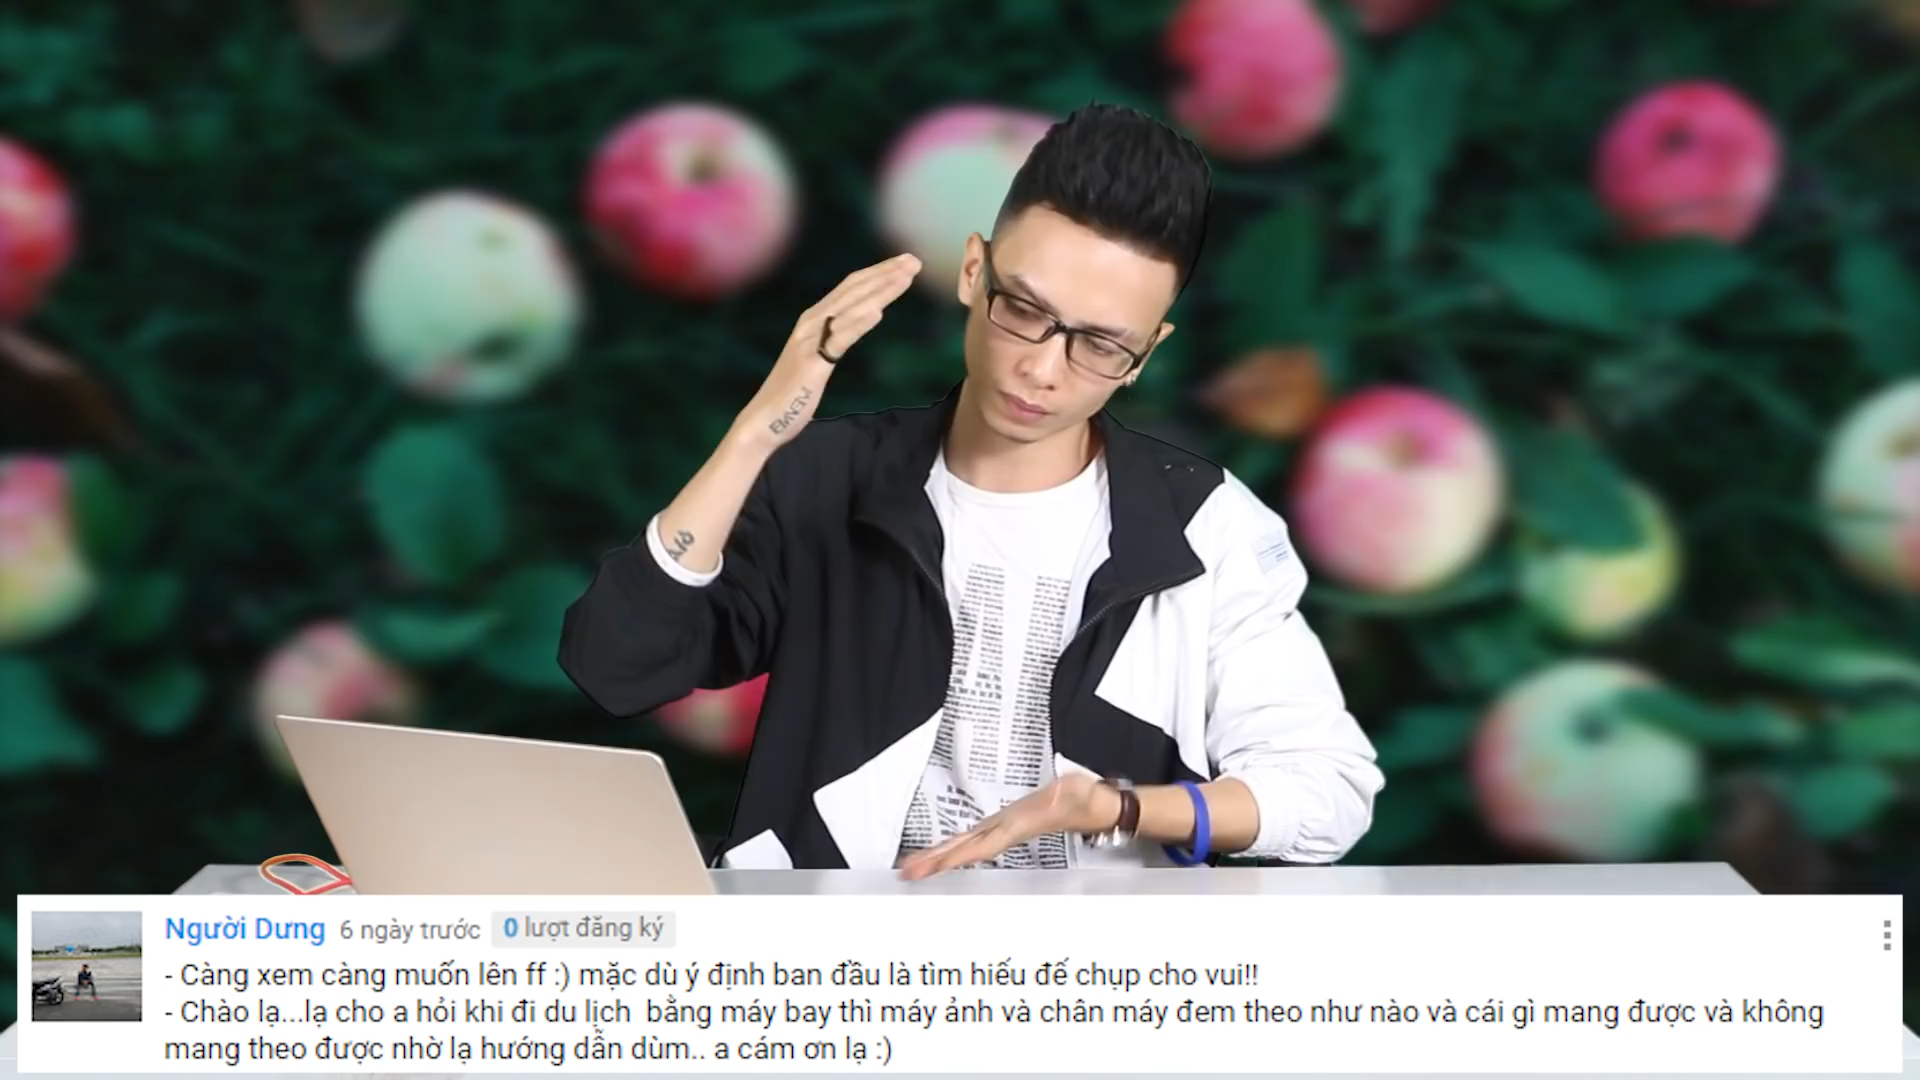 Người Dưng 6 ngày trước 0 lượt đăng ký
- Càng xem càng muốn lên ff :) mặc dù ý định ban đầu là tìm hiểu để chụp cho vui!!
- Chào lạ...lạ cho a hỏi khi đi du lịch bằng máy bay thì máy ảnh và chân máy đem theo như nào và cái gì mang được và không
mang theo được nhờ lạ hướng dẫn dùm.. a cám ơn lạ :)